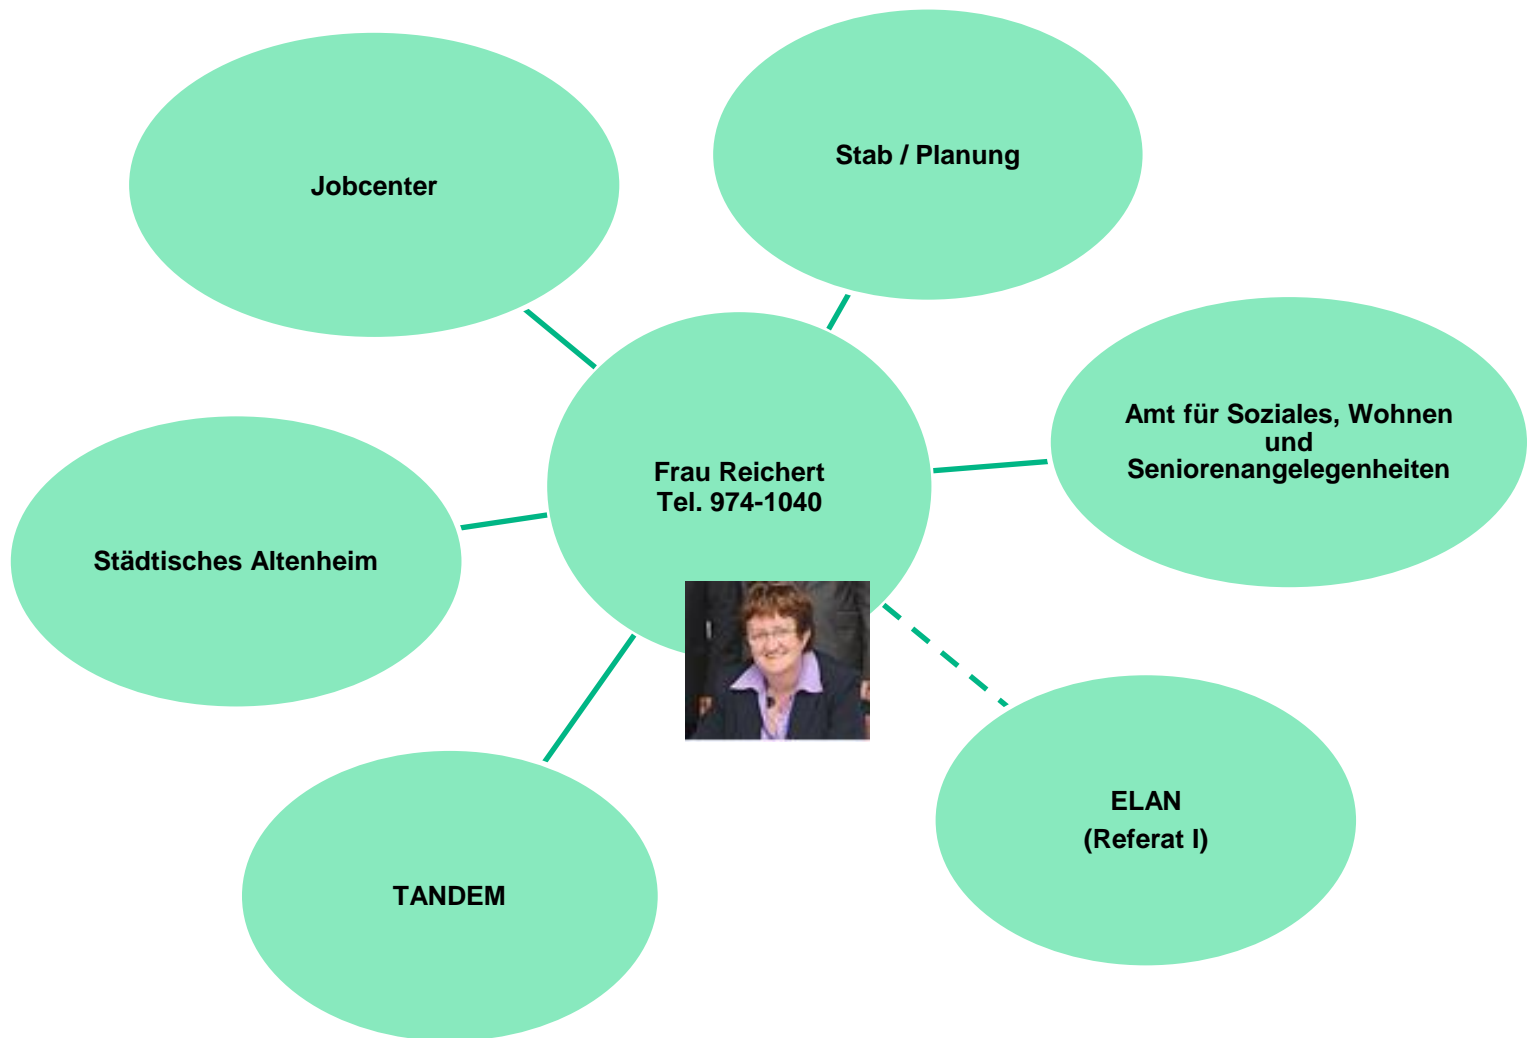 Stab / Planung
Jobcenter
Amt für Soziales, Wohnen
und
Seniorenangelegenheiten
Frau Reichert
Tel. 974-1040
Städtisches Altenheim
ELAN
(Referat I)
TANDEM